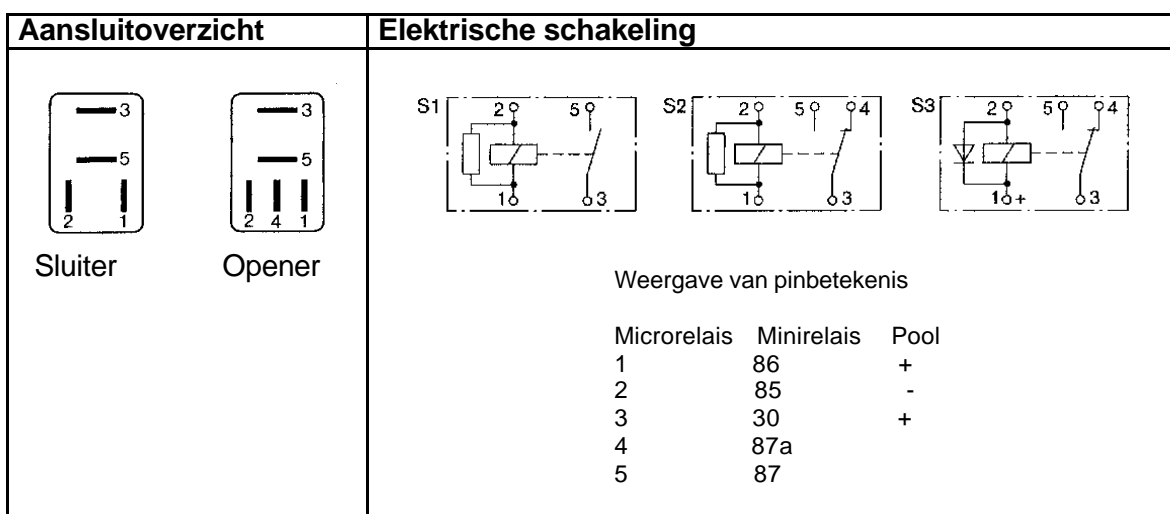 Aansluitoverzicht
Elektrische schakeling
3
5
2 1
Sluiter
3
5
2 4 1
Opener
S1 2 5
1 3
S2 2 5 4
1 3
S3 2 5 4
1 + 3
Weergave van pinbetekenis
Microrelais Minirelais Pool
1 86 +
2 85 -
3 30 +
4 87a
5 87